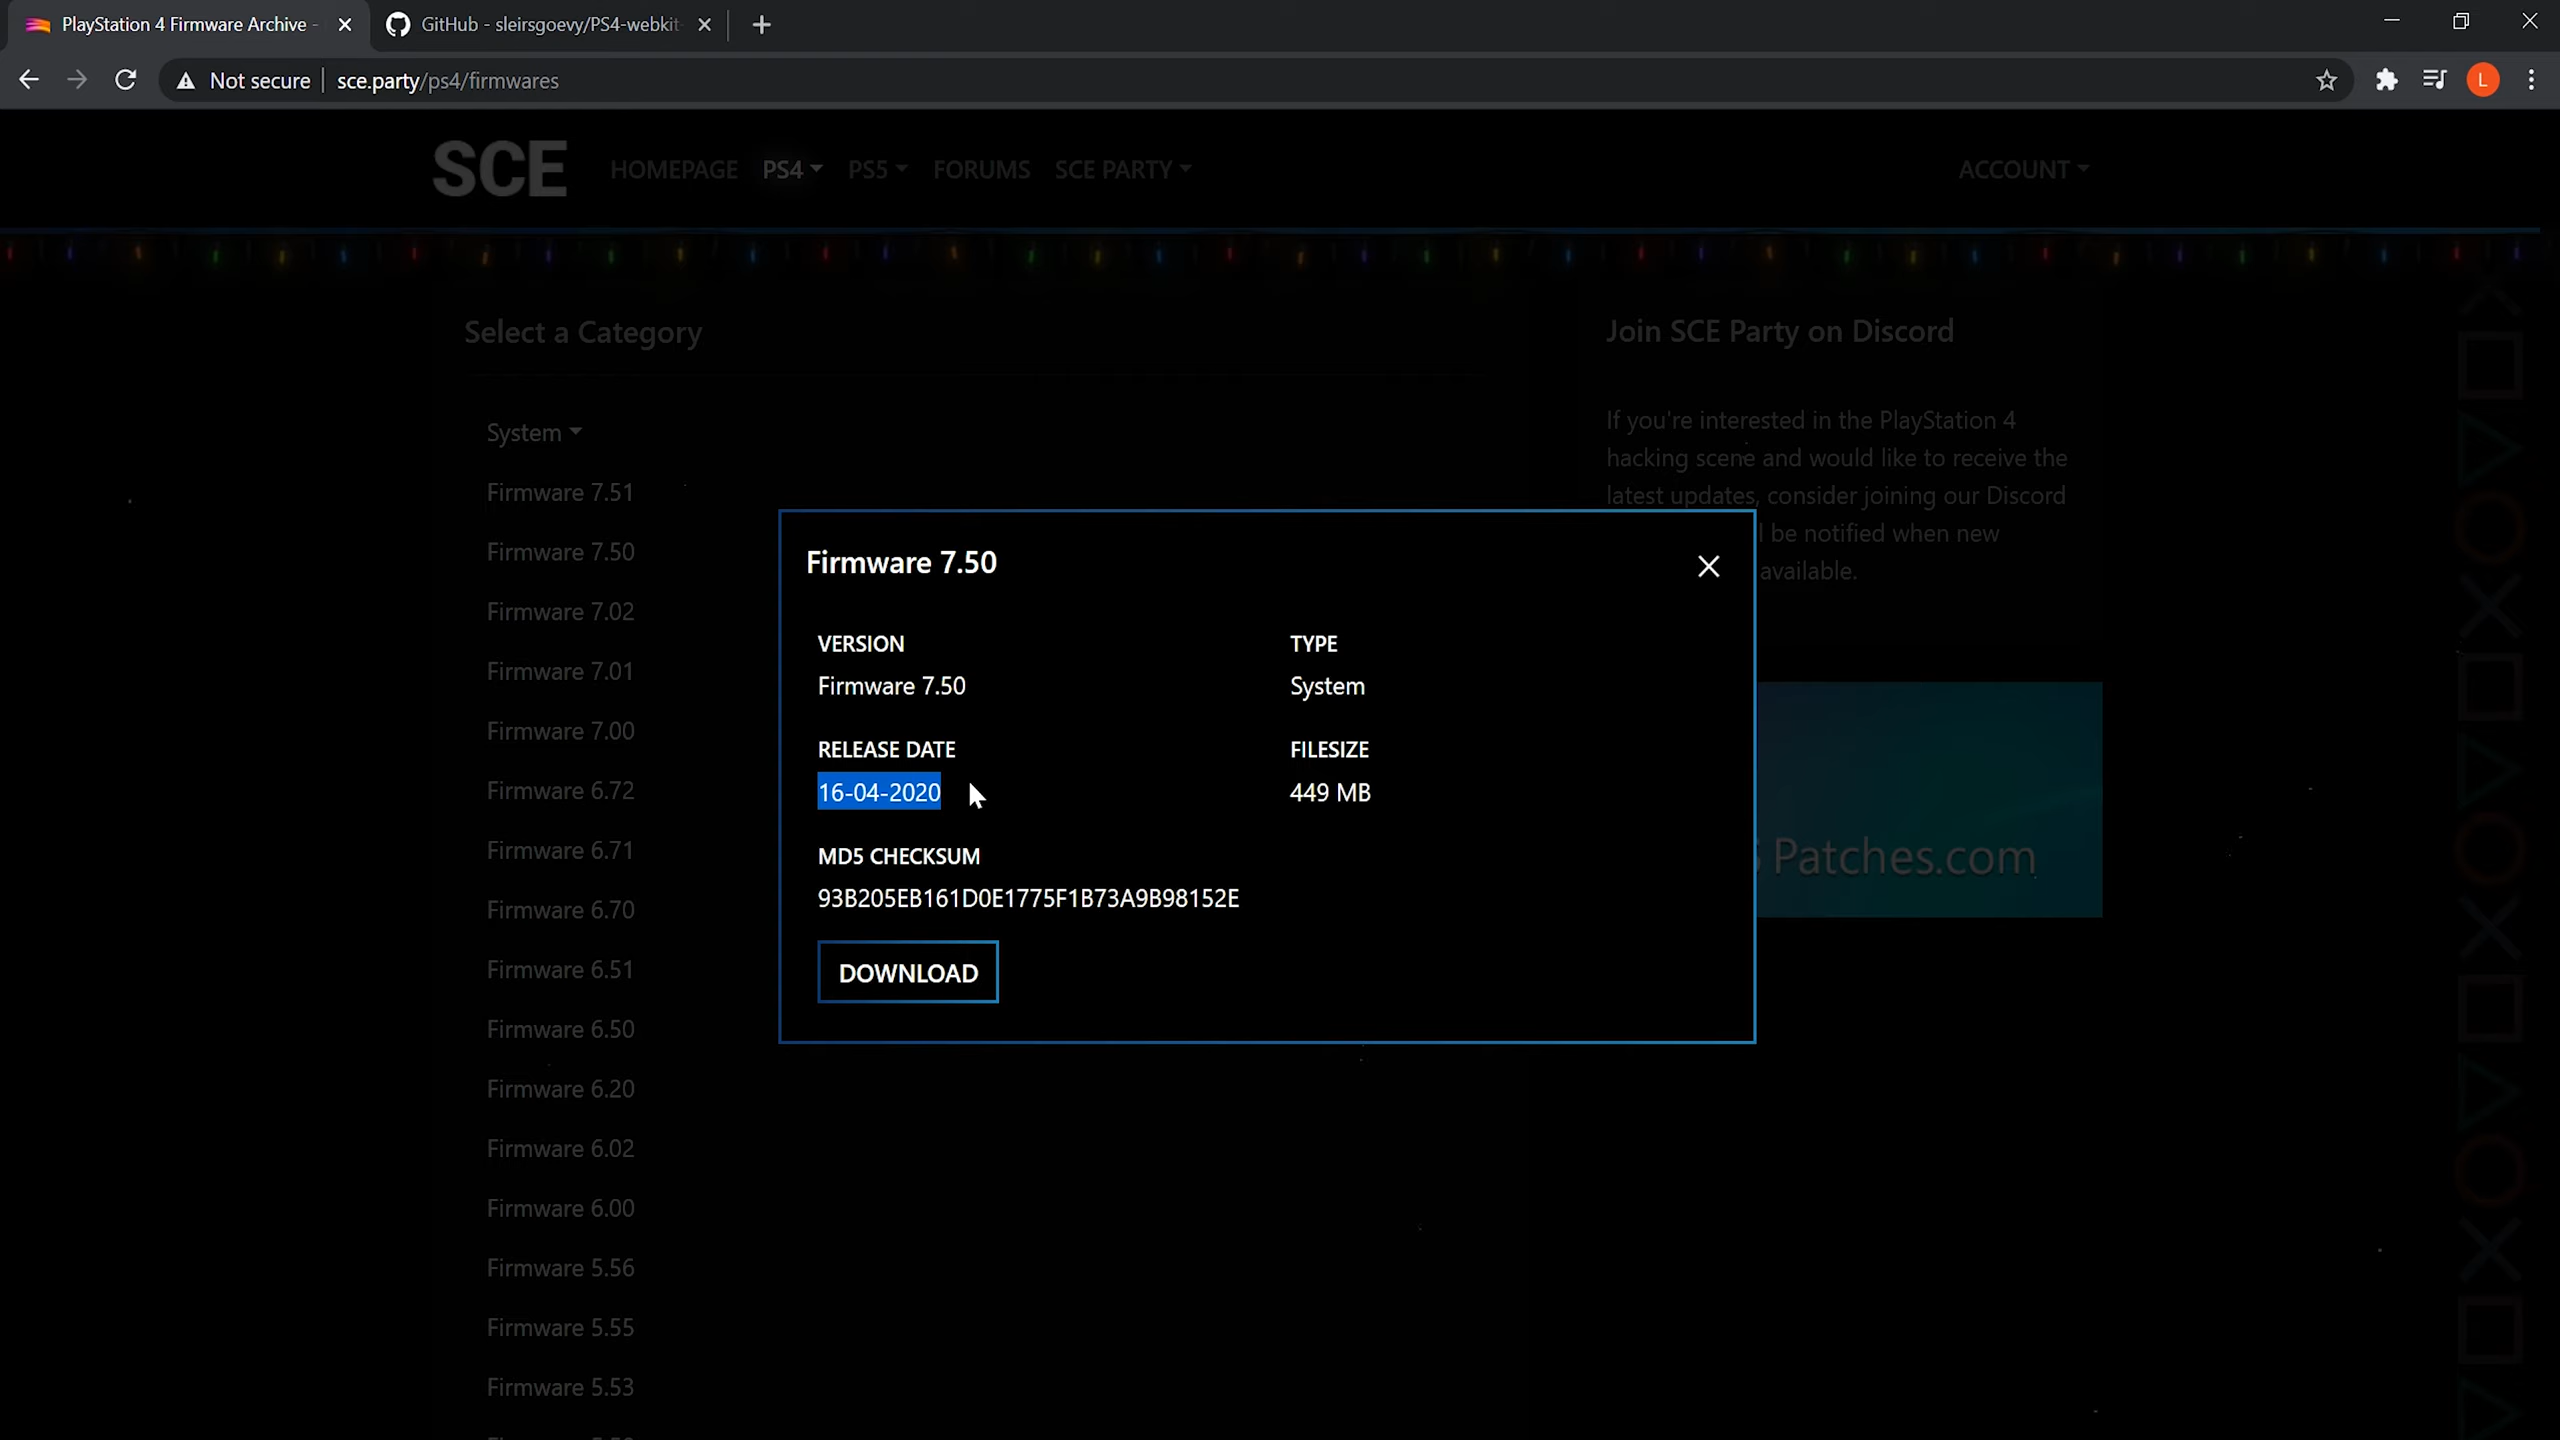 PlayStation 4 Firmware Archive -
GitHub - sleirsgoevy/PS4-webkit-
Not secure
sce.party/ps4/firmwares
L
SCE
HOMEPAGE
PS4
PS5
FORUMS
SCE PARTY
ACCOUNT
Select a Category
System
Firmware 7.51
Firmware 7.50
Firmware 7.02
Firmware 7.01
Firmware 7.00
Firmware 6.72
Firmware 6.71
Firmware 6.70
Firmware 6.51
Firmware 6.50
Firmware 6.20
Firmware 6.02
Firmware 6.00
Firmware 5.56
Firmware 5.55
Firmware 5.53
Firmware 7.50
VERSION
Firmware 7.50
TYPE
System
RELEASE DATE
16-04-2020
FILESIZE
449 MB
MD5 CHECKSUM
93B205EB161D0E1775F1B73A9B98152E
DOWNLOAD
Join SCE Party on Discord
If you're interested in the PlayStation 4
hacking scene and would like to receive the
latest updates, consider joining our Discord
be notified when new
available.
Patches.com